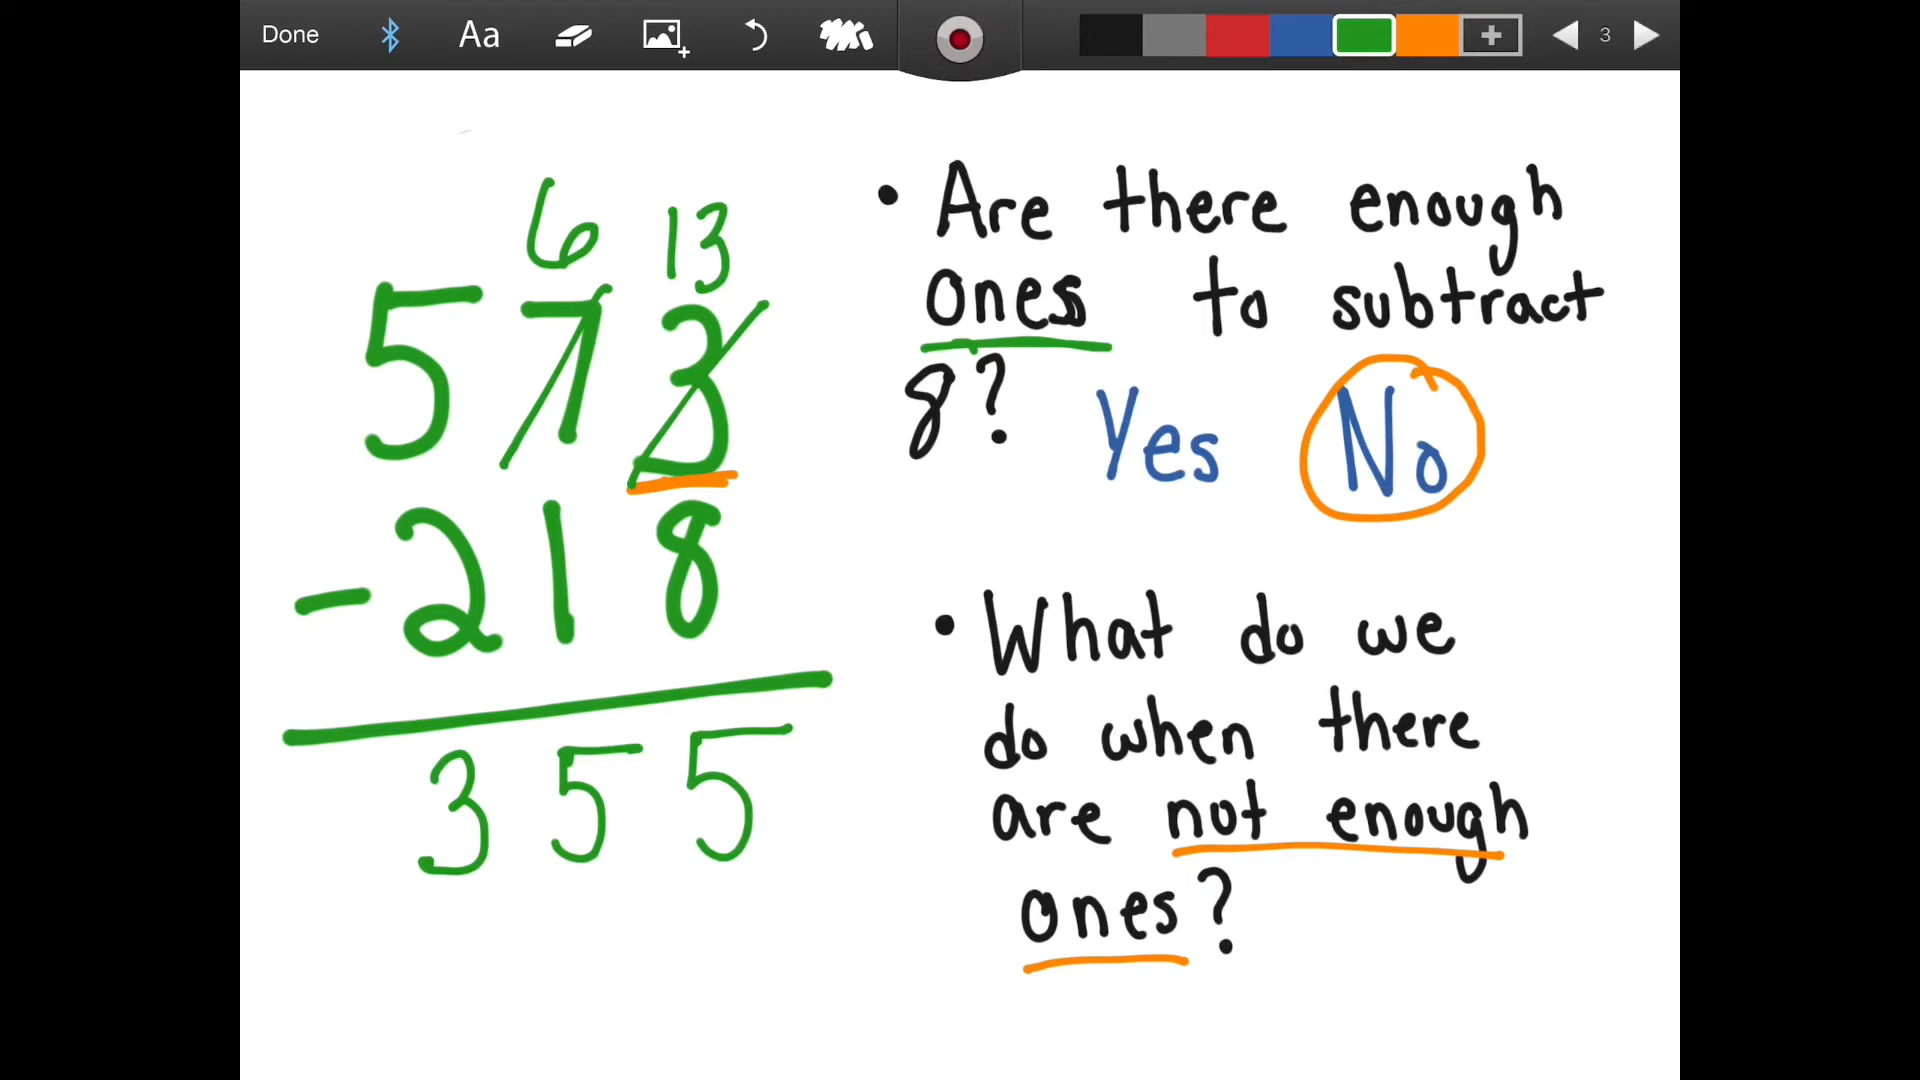 Done
Aa
3
6 13
5 7 3
- 2 1 8
3 5 5
• Are there enough
ones to subtract
8? Yes No
• What do we
do when there
are not enough
ones?